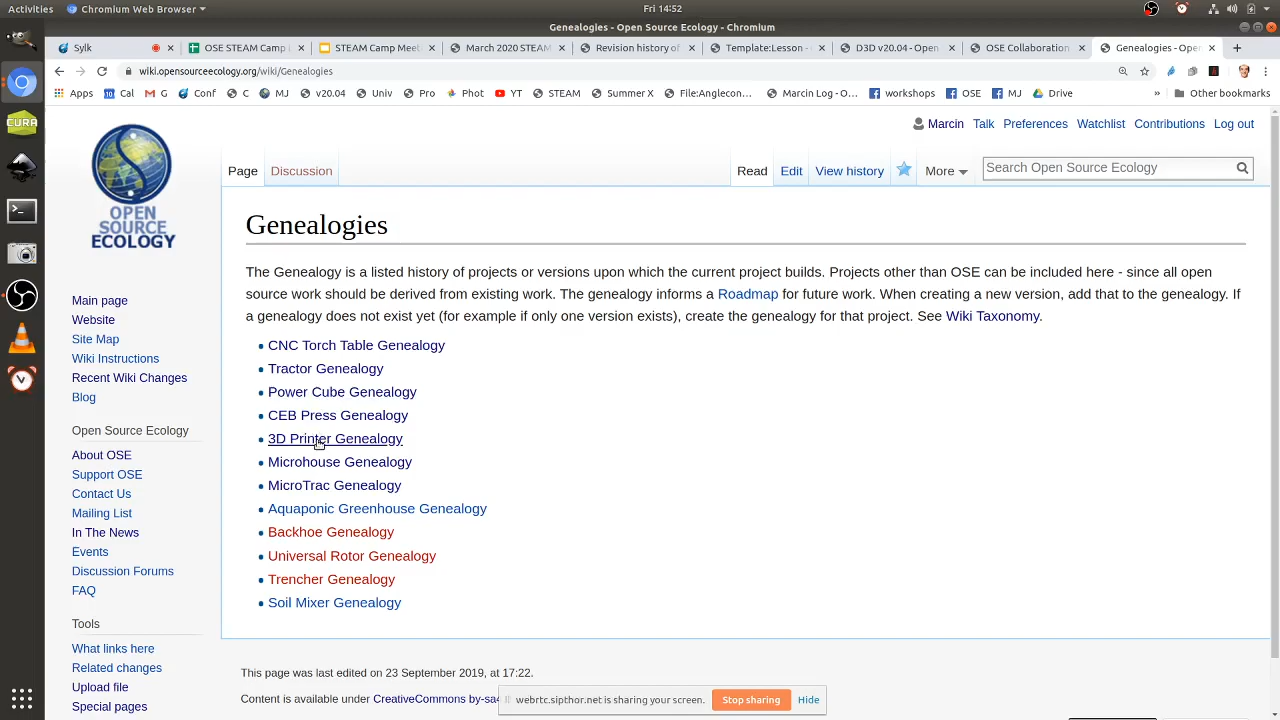 Activities
Chromium Web Browser
Fri 14:52
Genealogies - Open Source Ecology - Chromium
Sylk
OSE STEAM Camp
STEAM Camp Mee
March 2020 STEAM
Revision history of
Template:Lesson -
D3D v20.04 - Open
OSE Collaboration
Genealogies - Ope
wiki.opensourceecology.org/wiki/Genealogies
Apps
Cal
G
Conf
C
MJ
v20.04
Univ
Pro
Phot
YT
STEAM
Summer X
File:Anglecon...
Marcin Log - O...
workshops
OSE
MJ
Drive
»
Other bookmarks
CURA
OPEN
SOURCE
ECOLOGY
Marcin
Talk
Preferences
Watchlist
Contributions
Log out
Page
Discussion
Read
Edit
View history
More
Search Open Source Ecology
Genealogies
The Genealogy is a listed history of projects or versions upon which the current project builds. Projects other than OSE can be included here - since all open
source work should be derived from existing work. The genealogy informs a Roadmap for future work. When creating a new version, add that to the genealogy. If
a genealogy does not exist yet (for example if only one version exists), create the genealogy for that project. See Wiki Taxonomy.
CNC Torch Table Genealogy
Tractor Genealogy
Power Cube Genealogy
CEB Press Genealogy
3D Printer Genealogy
Microhouse Genealogy
MicroTrac Genealogy
Aquaponic Greenhouse Genealogy
Backhoe Genealogy
Universal Rotor Genealogy
Trencher Genealogy
Soil Mixer Genealogy
Main page
Website
Site Map
Wiki Instructions
Recent Wiki Changes
Blog
Open Source Ecology
About OSE
Support OSE
Contact Us
Mailing List
In The News
Events
Discussion Forums
FAQ
Tools
What links here
Related changes
Upload file
Special pages
This page was last edited on 23 September 2019, at 17:22.
Content is available under CreativeCommons by-sa
webrtc.sipthor.net is sharing your screen.
Stop sharing
Hide